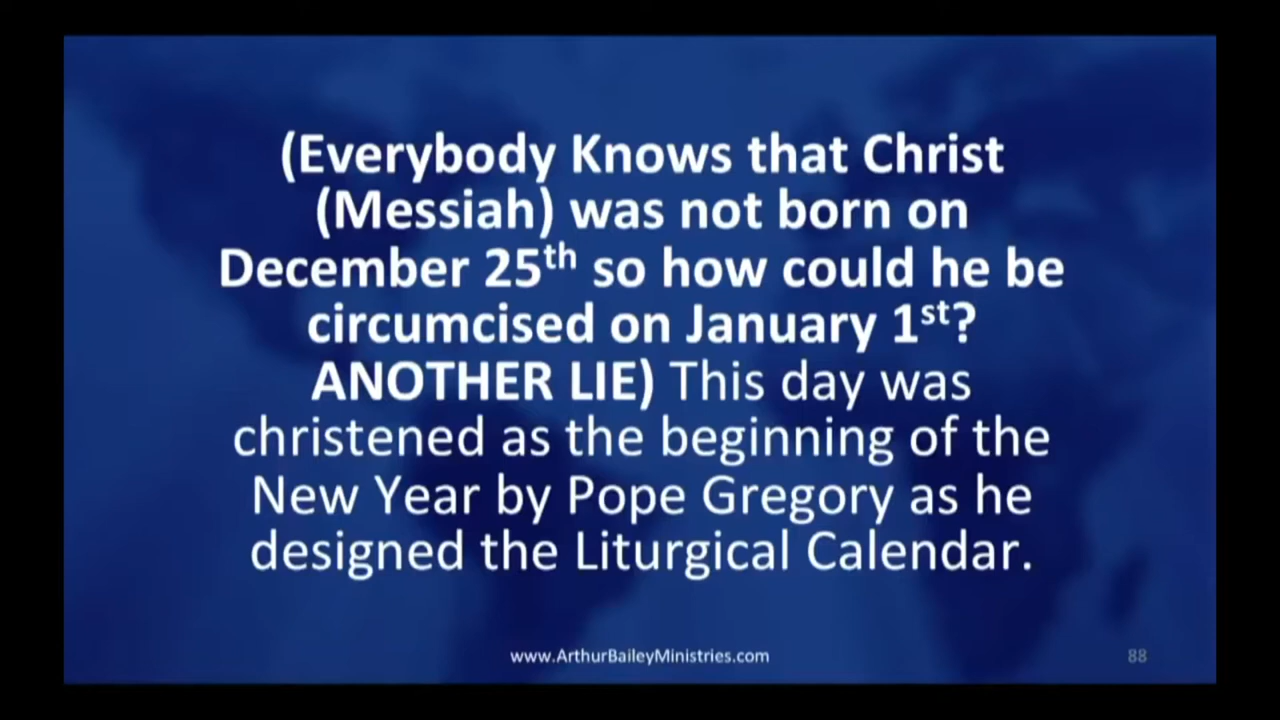 (Everybody Knows that Christ
(Messiah) was not born on
December 25th so how could he be
circumcised on January 1st?
ANOTHER LIE) This day was
christened as the beginning of the
New Year by Pope Gregory as he
designed the Liturgical Calendar.
www.ArthurBaileyMinistries.com
88